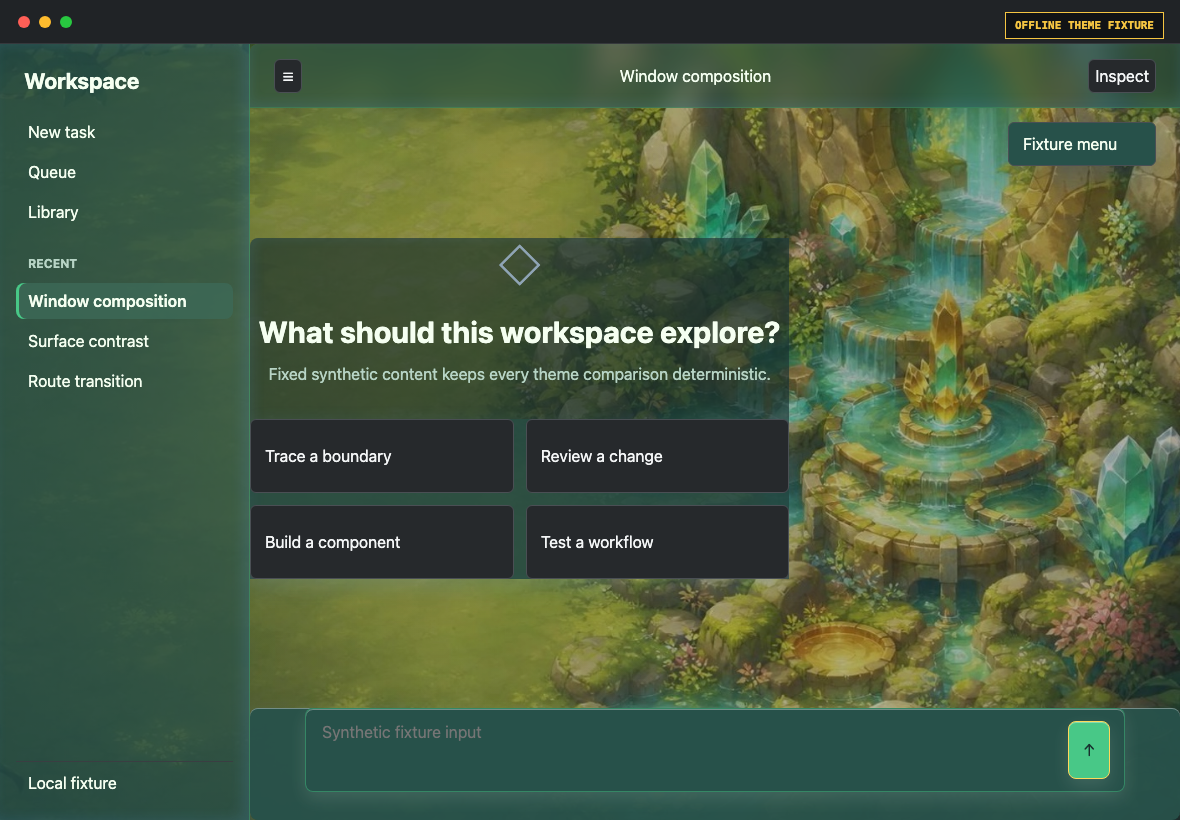 OFFLINE THEME FIXTURE
Workspace
New task
Queue
Library
RECENT
Window composition
Surface contrast
Route transition
Local fixture
Window composition
Inspect
Fixture menu
What should this workspace explore?
Fixed synthetic content keeps every theme comparison deterministic.
Trace a boundary
Review a change
Build a component
Test a workflow
Synthetic fixture input